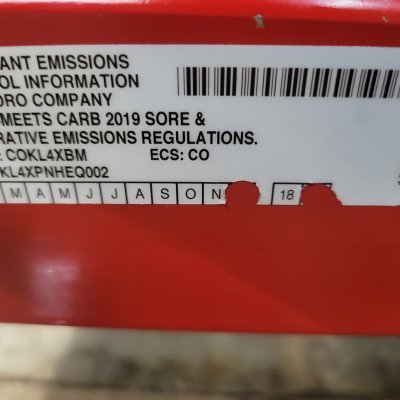 ANT EMISSIONS
OL INFORMATION
ORO COMPANY
MEETS CARB 2019 SORE &
RATIVE EMISSIONS REGULATIONS.
: COKL4XBM ECS: CO
KL4XPNHEQ002
M A M J J A S O N 18